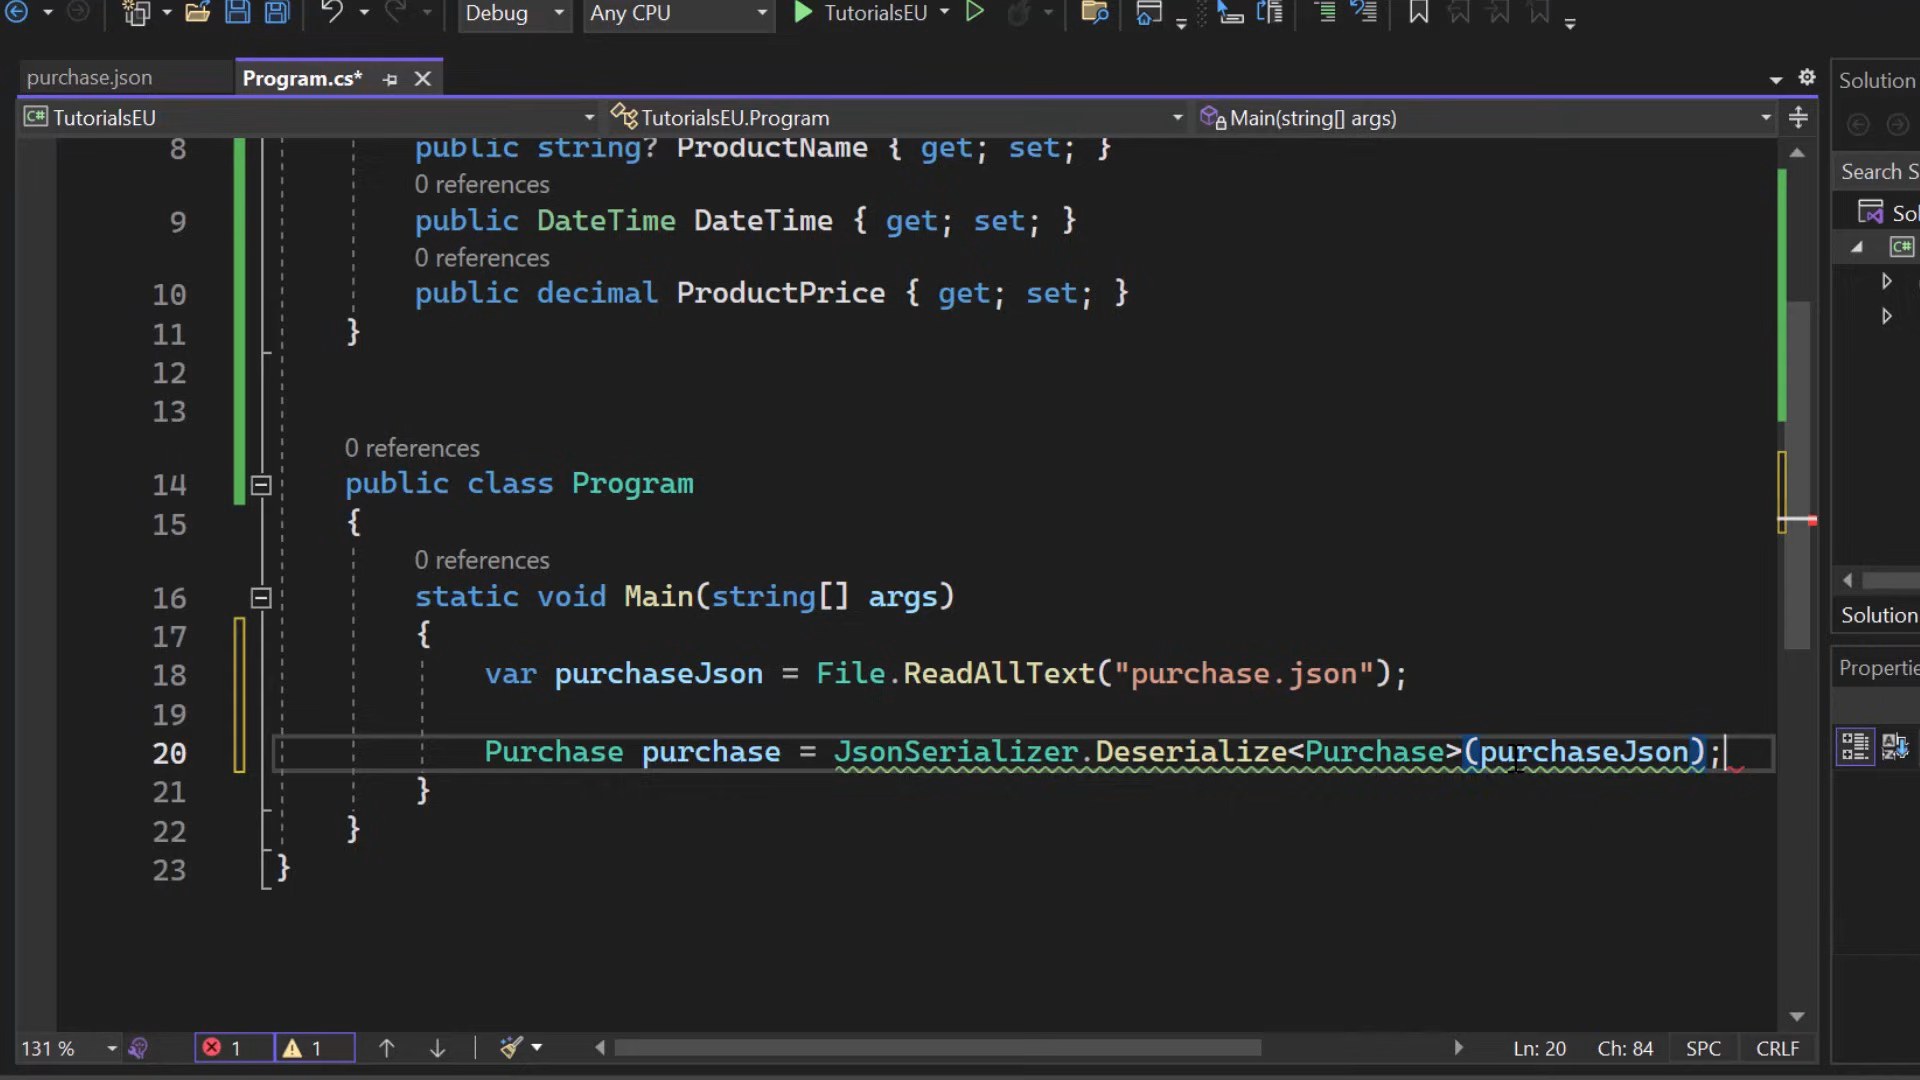 Debug Any CPU TutorialsEU
purchase.json Program.cs*
TutorialsEU TutorialsEU.Program Main(string[] args)
8 public string? ProductName { get; set; }
0 references
9 public DateTime DateTime { get; set; }
0 references
10 public decimal ProductPrice { get; set; }
11 }
12
13
0 references
14 public class Program
15 {
0 references
16 static void Main(string[] args)
17 {
18 var purchaseJson = File.ReadAllText("purchase.json");
19
20 Purchase purchase = JsonSerializer.Deserialize<Purchase>(purchaseJson);
21 }
22 }
23 }
131 % 1 1 Ln: 20 Ch: 84 SPC CRLF
Solution
Search S
Sol
C#
Solution
Propertie